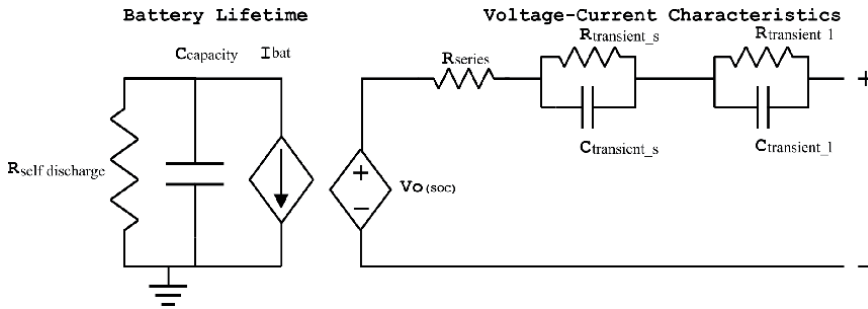 Battery Lifetime
Voltage-Current Characteristics
Ccapacity Ibat
Rseries
Rtransient_s
Rtransient_l
Ctransient_s
Ctransient_l
Rself discharge
Vo(soc)
+
−
+
−